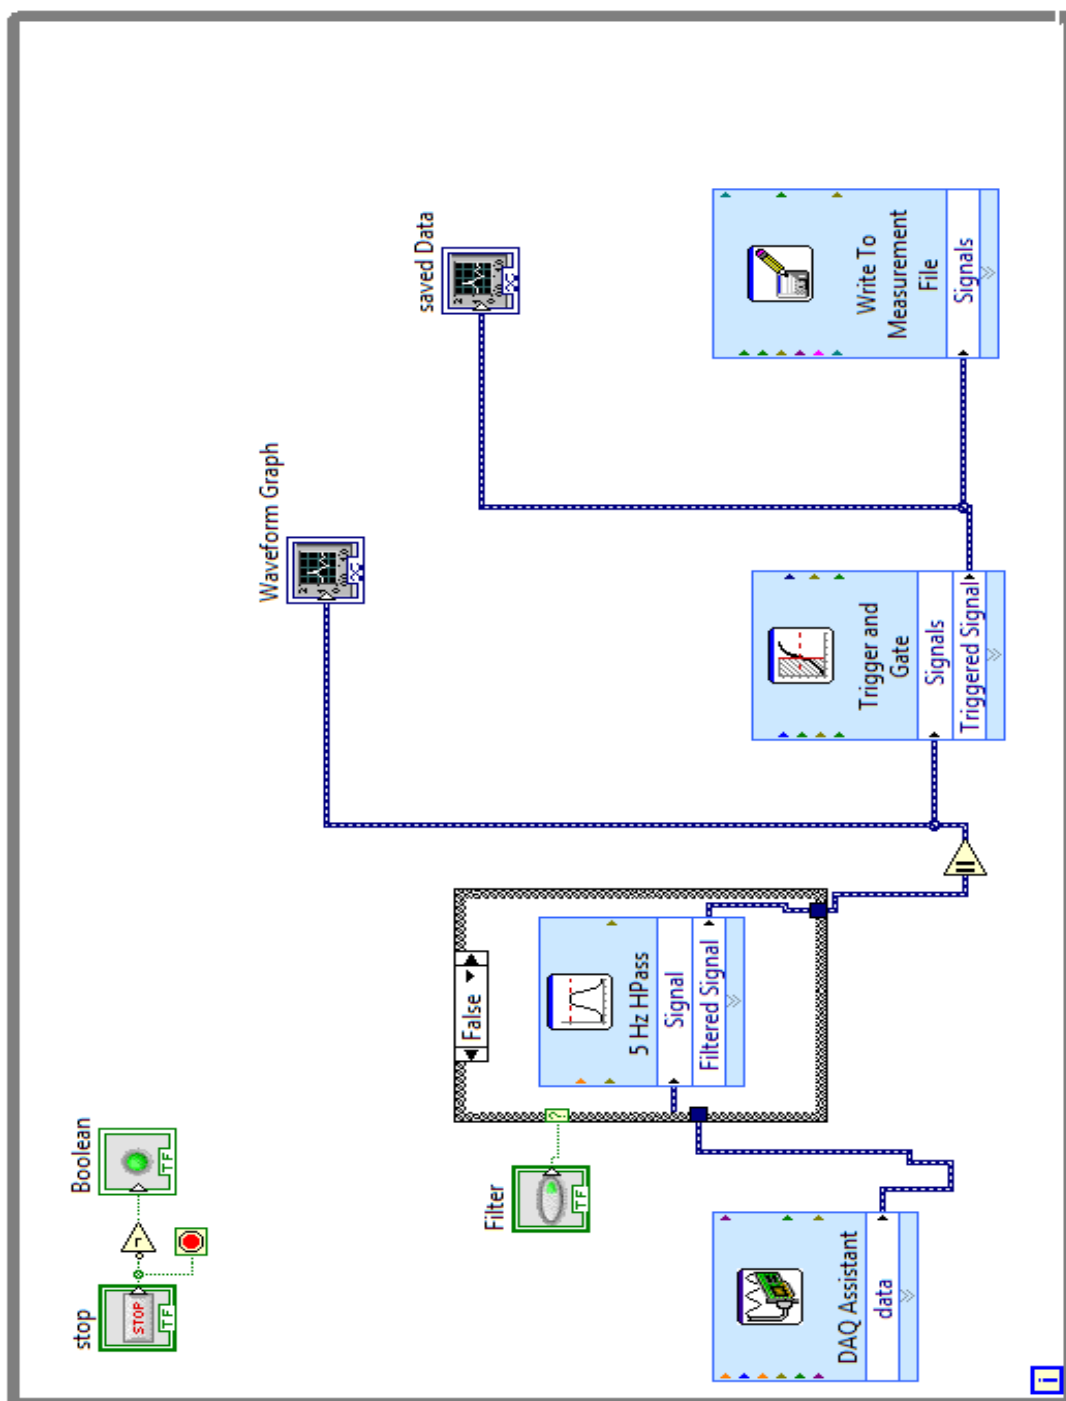 stop
STOP
TF
Boolean
TF
Filter
TF
?
False
5 Hz HPass
Signal
Filtered Signal
DAQ Assistant
data
Waveform Graph
saved Data
Trigger and
Gate
Signals
Triggered Signal
Write To
Measurement
File
Signals
i